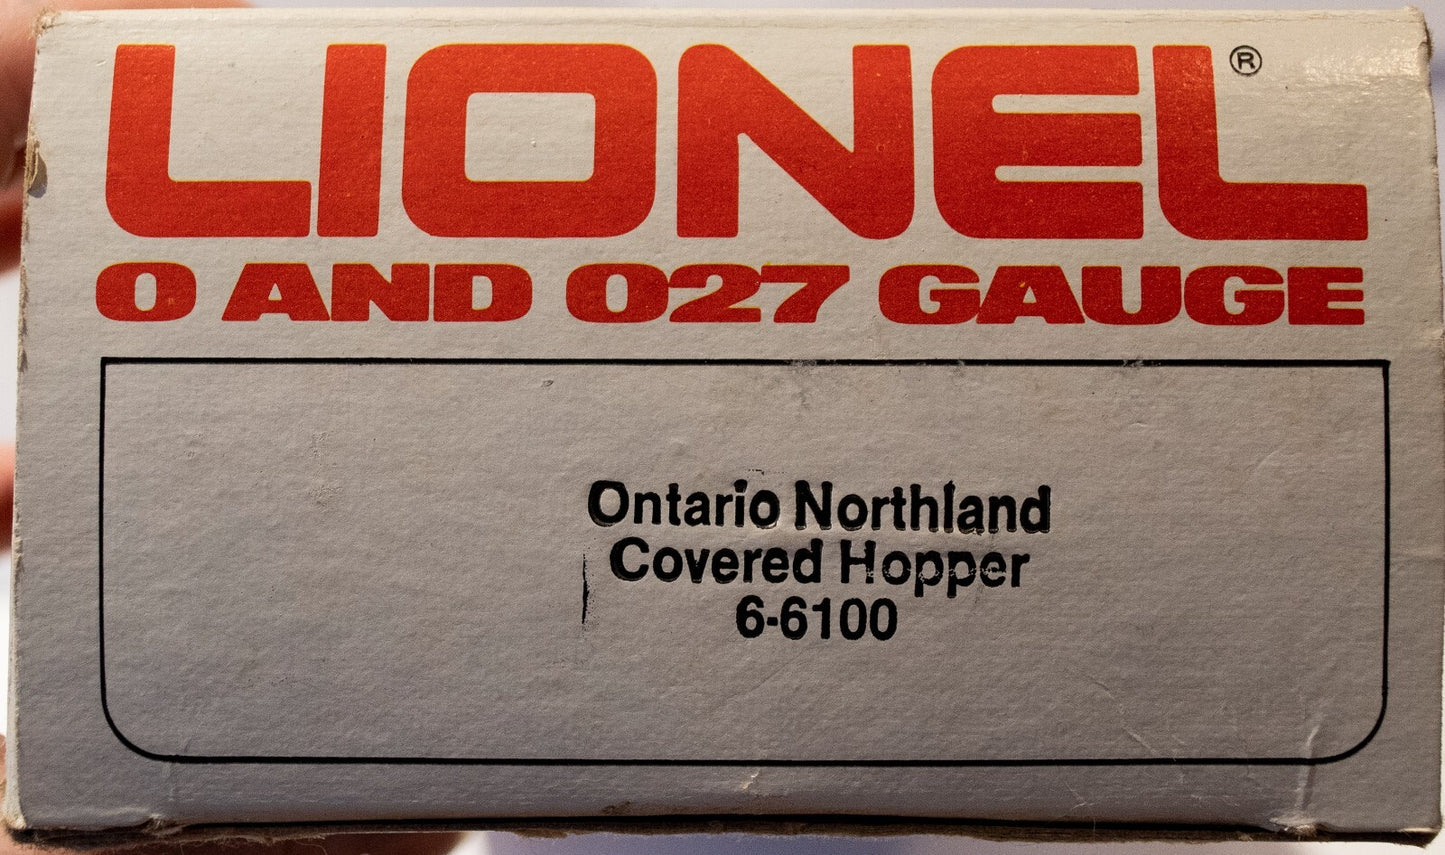 LIONEL®
O AND O27 GAUGE
Ontario Northland
Covered Hopper
6-6100